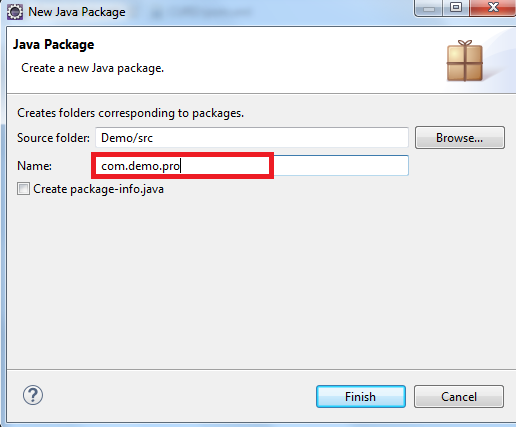 New Java Package
Java Package
Create a new Java package.
Creates folders corresponding to packages.
Source folder: Demo/src Browse...
Name: com.demo.pro
Create package-info.java
? Finish Cancel